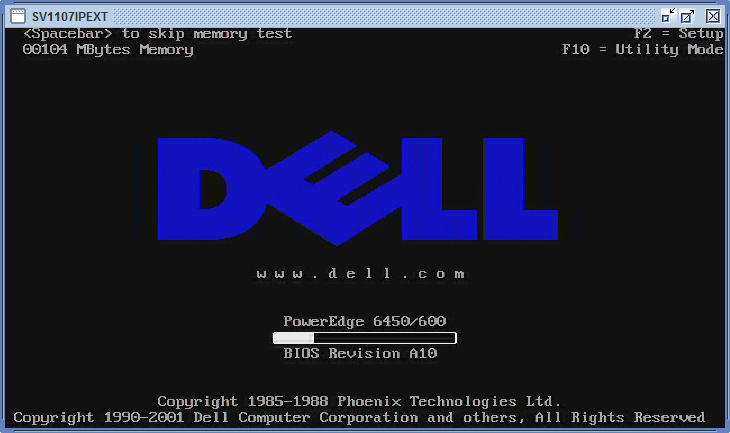 SV1107IPEXT
<Spacebar> to skip memory test F2 = Setup
00104 MBytes Memory F10 = Utility Mode
DELL
www.dell.com
PowerEdge 6450/600
BIOS Revision A10
Copyright 1985-1988 Phoenix Technologies Ltd.
Copyright 1990-2001 Dell Computer Corporation and others, All Rights Reserved